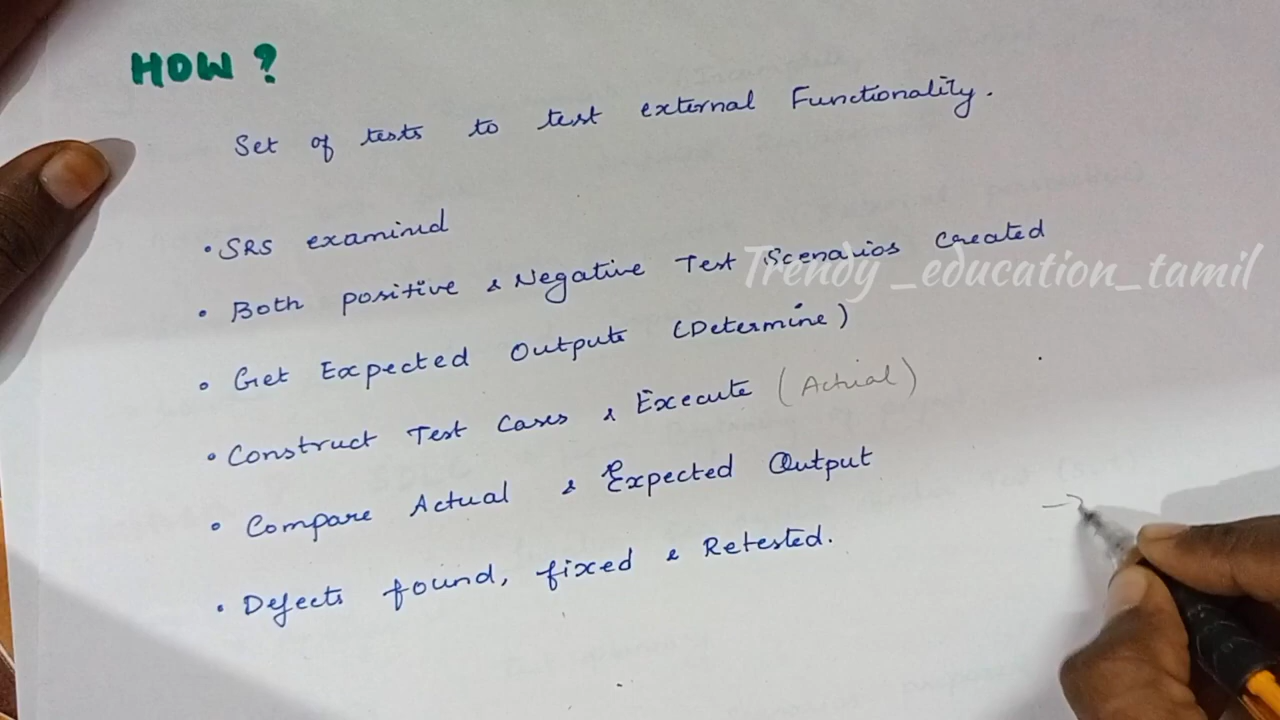 HOW ?
Set of tests to test external Functionality.
• SRS examined
• Both positive & Negative Test Scenarios created
Trendy_education_tamil
• Get Expected Outputs (Determine)
• Construct Test Cases & Execute (Actual)
• Compare Actual & Expected Output
• Defects found, fixed & Retested.